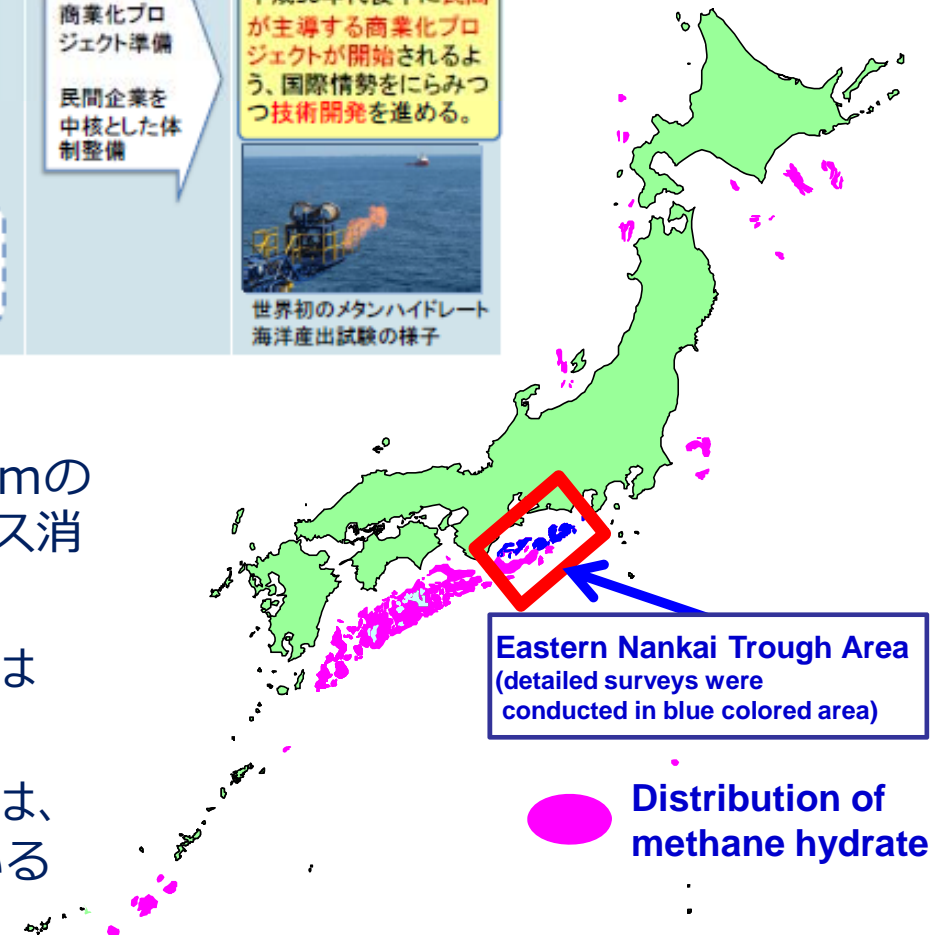 商業化プロ
ジェクト準備
民間企業を
中核とした体
制整備
が主導する商業化プロ
ジェクトが開始されるよ
う、国際情勢をにらみつ
つ技術開発を進める。
世界初のメタンハイドレート
海洋産出試験の様子
mの
ス消
は
は、
いる
Eastern Nankai Trough Area
(detailed surveys were
conducted in blue colored area)
Distribution of
methane hydrate